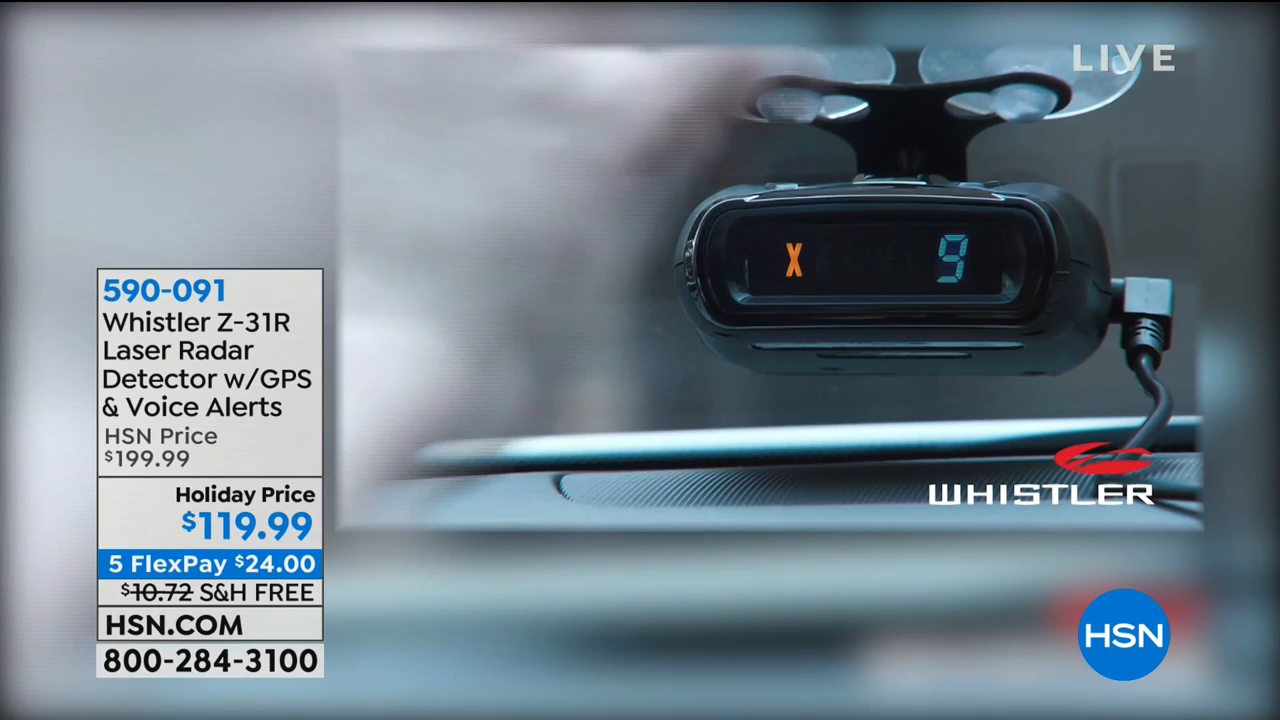 LIVE
X 9
590-091
Whistler Z-31R
Laser Radar
Detector w/GPS
& Voice Alerts
HSN Price
$199.99
Holiday Price
$119.99
5 FlexPay $24.00
$10.72 S&H FREE
HSN.COM
800-284-3100
WHISTLER
HSN